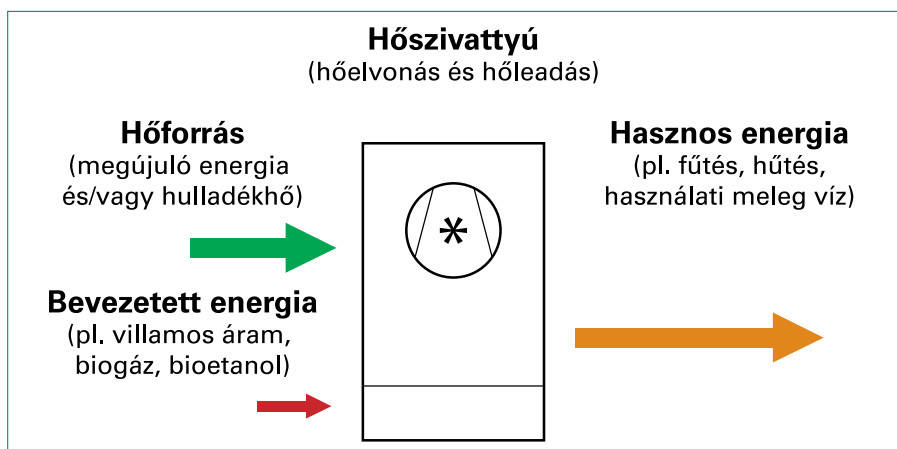 Hőszivattyú
(hőelvonás és hőleadás)
Hőforrás
(megújuló energia
és/vagy hulladékhő)
Bevezetett energia
(pl. villamos áram,
biogáz, bioetanol)
Hasznos energia
(pl. fűtés, hűtés,
használati meleg víz)
*